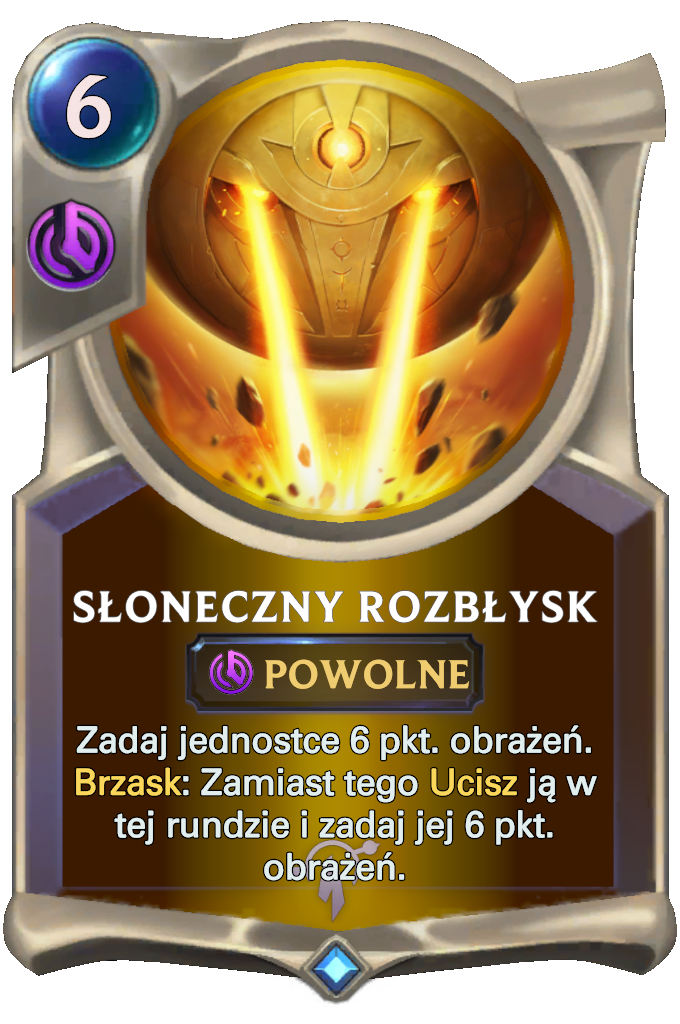 6
SŁONECZNY ROZBŁYSK
POWOLNE
Zadaj jednostce 6 pkt. obrażeń.
Brzask: Zamiast tego Ucisz ją w
tej rundzie i zadaj jej 6 pkt.
obrażeń.